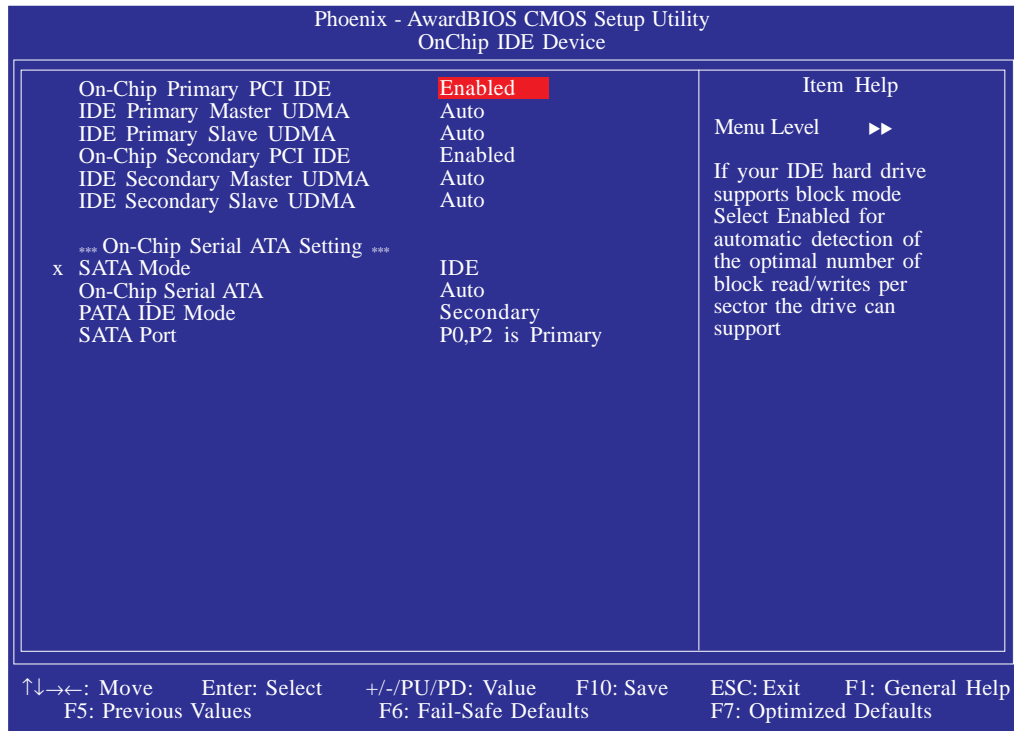 Phoenix - AwardBIOS CMOS Setup Utility
OnChip IDE Device
On-Chip Primary PCI IDE Enabled
IDE Primary Master UDMA Auto
IDE Primary Slave UDMA Auto
On-Chip Secondary PCI IDE Enabled
IDE Secondary Master UDMA Auto
IDE Secondary Slave UDMA Auto
*** On-Chip Serial ATA Setting ***
x SATA Mode IDE
On-Chip Serial ATA Auto
PATA IDE Mode Secondary
SATA Port P0,P2 is Primary
Item Help
Menu Level ▶▶
If your IDE hard drive
supports block mode
Select Enabled for
automatic detection of
the optimal number of
block read/writes per
sector the drive can
support
↑↓→←: Move Enter: Select +/-/PU/PD: Value F10: Save ESC: Exit F1: General Help
F5: Previous Values F6: Fail-Safe Defaults F7: Optimized Defaults